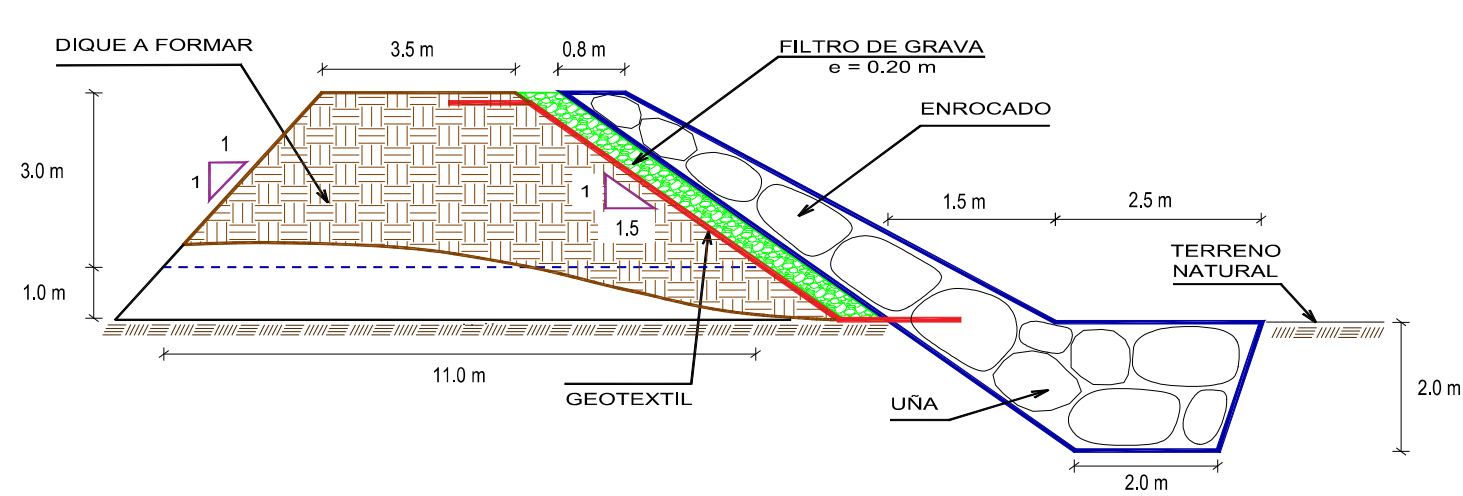 DIQUE A FORMAR
3.5 m
0.8 m
FILTRO DE GRAVA
e = 0.20 m
ENROCADO
1
1
3.0 m
1
1.5
1.5 m
2.5 m
TERRENO
NATURAL
1.0 m
11.0 m
GEOTEXTIL
UÑA
2.0 m
2.0 m